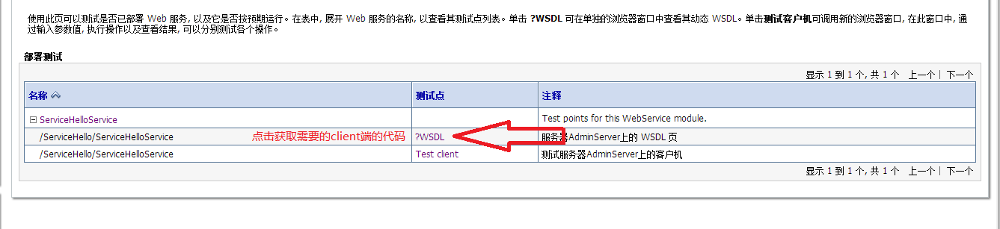 使用此页可以测试是否已部署 Web 服务, 以及它是否按预期运行。在表中, 展开 Web 服务的名称, 以查看其测试点列表。单击 ?WSDL 可在单独的浏览器窗口中查看其动态 WSDL。单击测试客户机可调用新的浏览器窗口, 在此窗口中, 通
过输入参数值, 执行操作以及查看结果, 可以分别测试各个操作。
部署测试
显示 1 到 1 个, 共 1 个 上一个 | 下一个
名称 测试点 注释
ServiceHelloService Test points for this WebService module.
/ServiceHello/ServiceHelloService 点击获取需要的client端的代码 ?WSDL 服务器AdminServer上的 WSDL 页
/ServiceHello/ServiceHelloService Test client 测试服务器AdminServer上的客户机
显示 1 到 1 个, 共 1 个 上一个 | 下一个